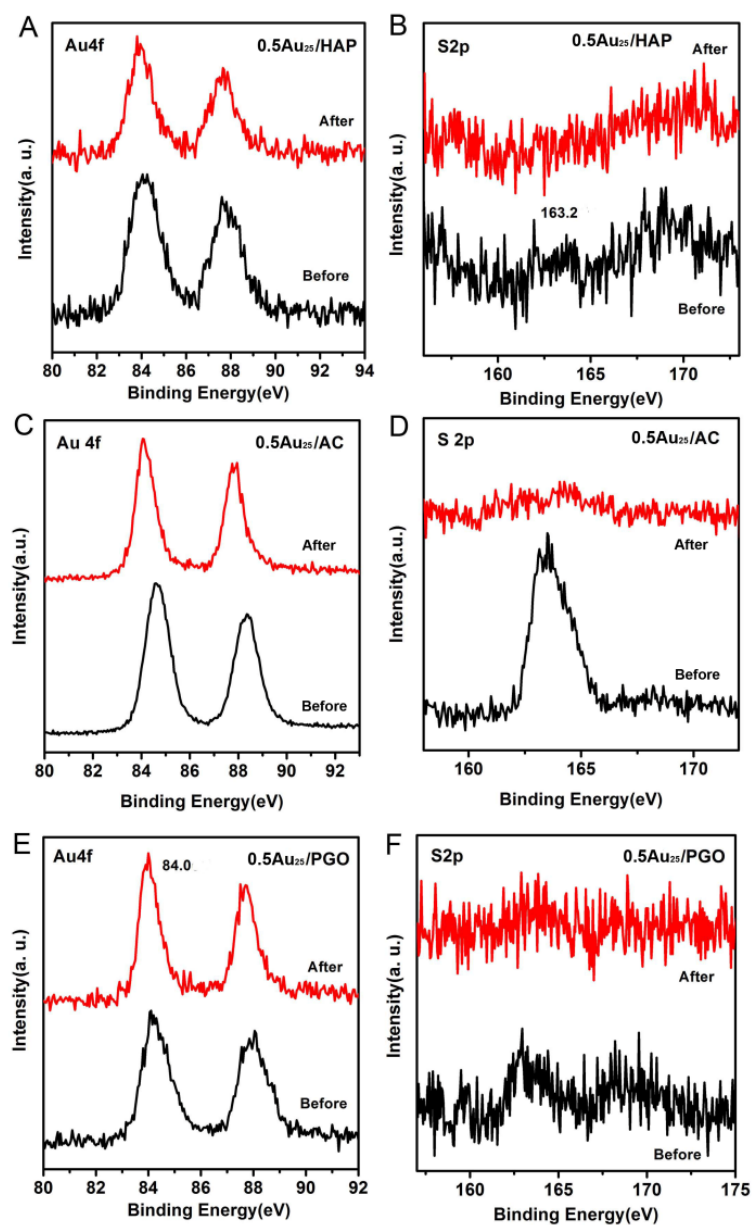 A
Au4f
0.5Au₂₅/HAP
After
Before
Intensity(a. u.)
80 82 84 86 88 90 92 94
Binding Energy(eV)
B
S2p
0.5Au₂₅/HAP
After
163.2
Before
Intensity(a. u.)
160 165 170
Binding Energy(eV)
C
Au 4f
0.5Au₂₅/AC
After
Before
Intensity(a.u.)
80 82 84 86 88 90 92
Binding Energy(eV)
D
S 2p
0.5Au₂₅/AC
After
Before
Intensity(a.u.)
160 165 170
Binding Energy(eV)
E
Au4f
84.0
0.5Au₂₅/PGO
After
Before
Intensity(a. u.)
80 82 84 86 88 90 92
Binding Energy(eV)
F
S2p
0.5Au₂₅/PGO
After
Before
Intensity(a. u.)
160 165 170 175
Binding Energy(eV)